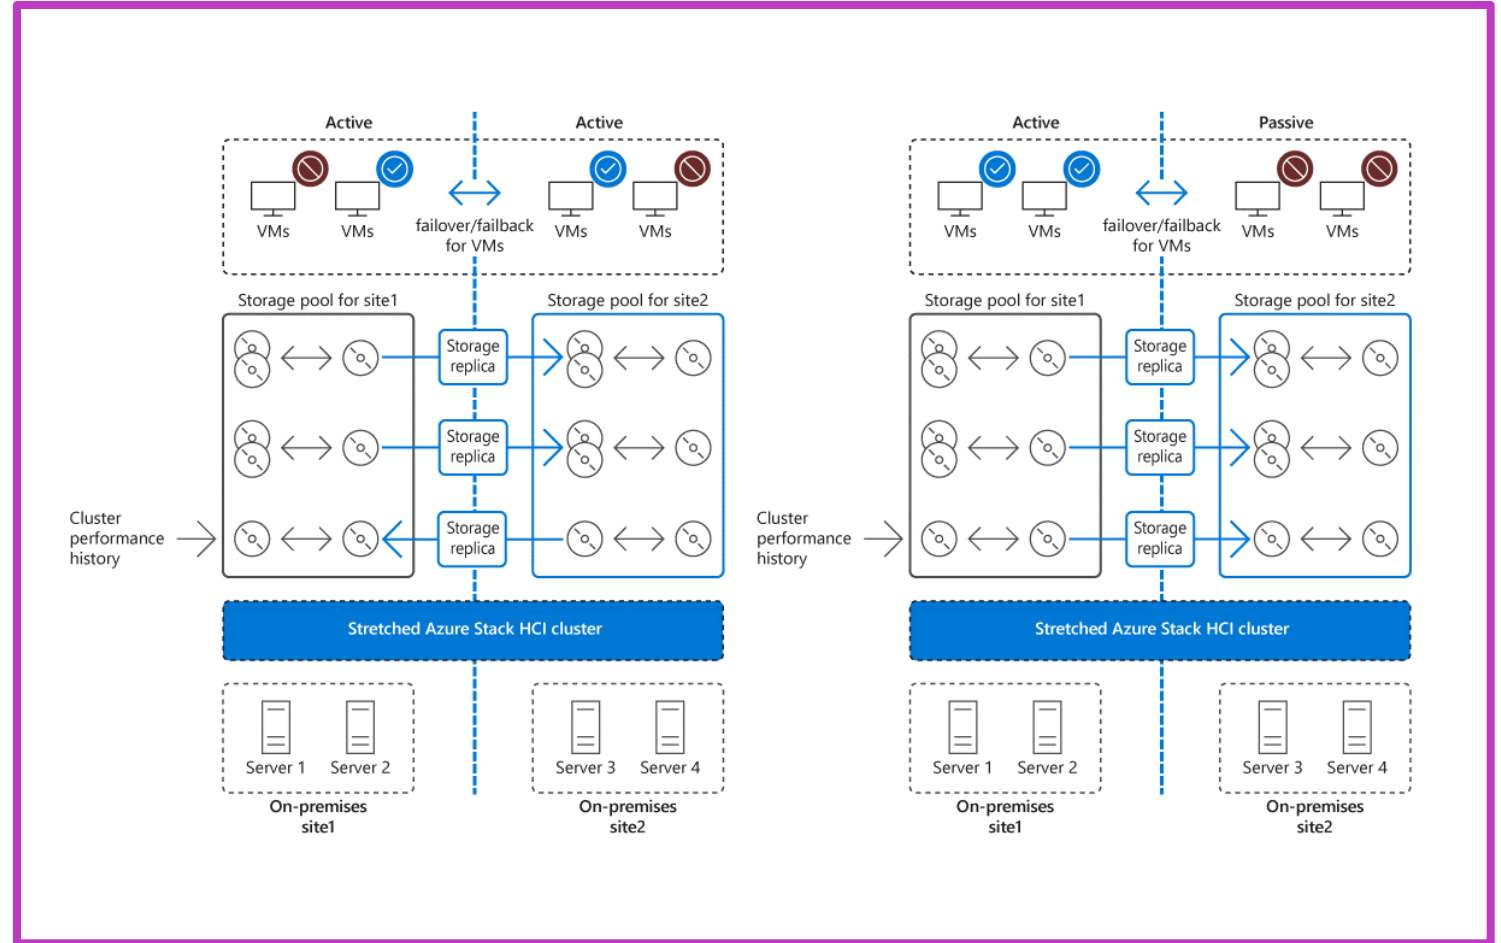 Active
Active
VMs
VMs
failover/failback
for VMs
VMs
VMs
Storage pool for site1
Storage pool for site2
Storage
replica
Storage
replica
Cluster
performance
history
Storage
replica
Stretched Azure Stack HCI cluster
Server 1
Server 2
Server 3
Server 4
On-premises
site1
On-premises
site2
Active
Passive
VMs
VMs
failover/failback
for VMs
VMs
VMs
Storage pool for site1
Storage pool for site2
Storage
replica
Storage
replica
Cluster
performance
history
Storage
replica
Stretched Azure Stack HCI cluster
Server 1
Server 2
Server 3
Server 4
On-premises
site1
On-premises
site2